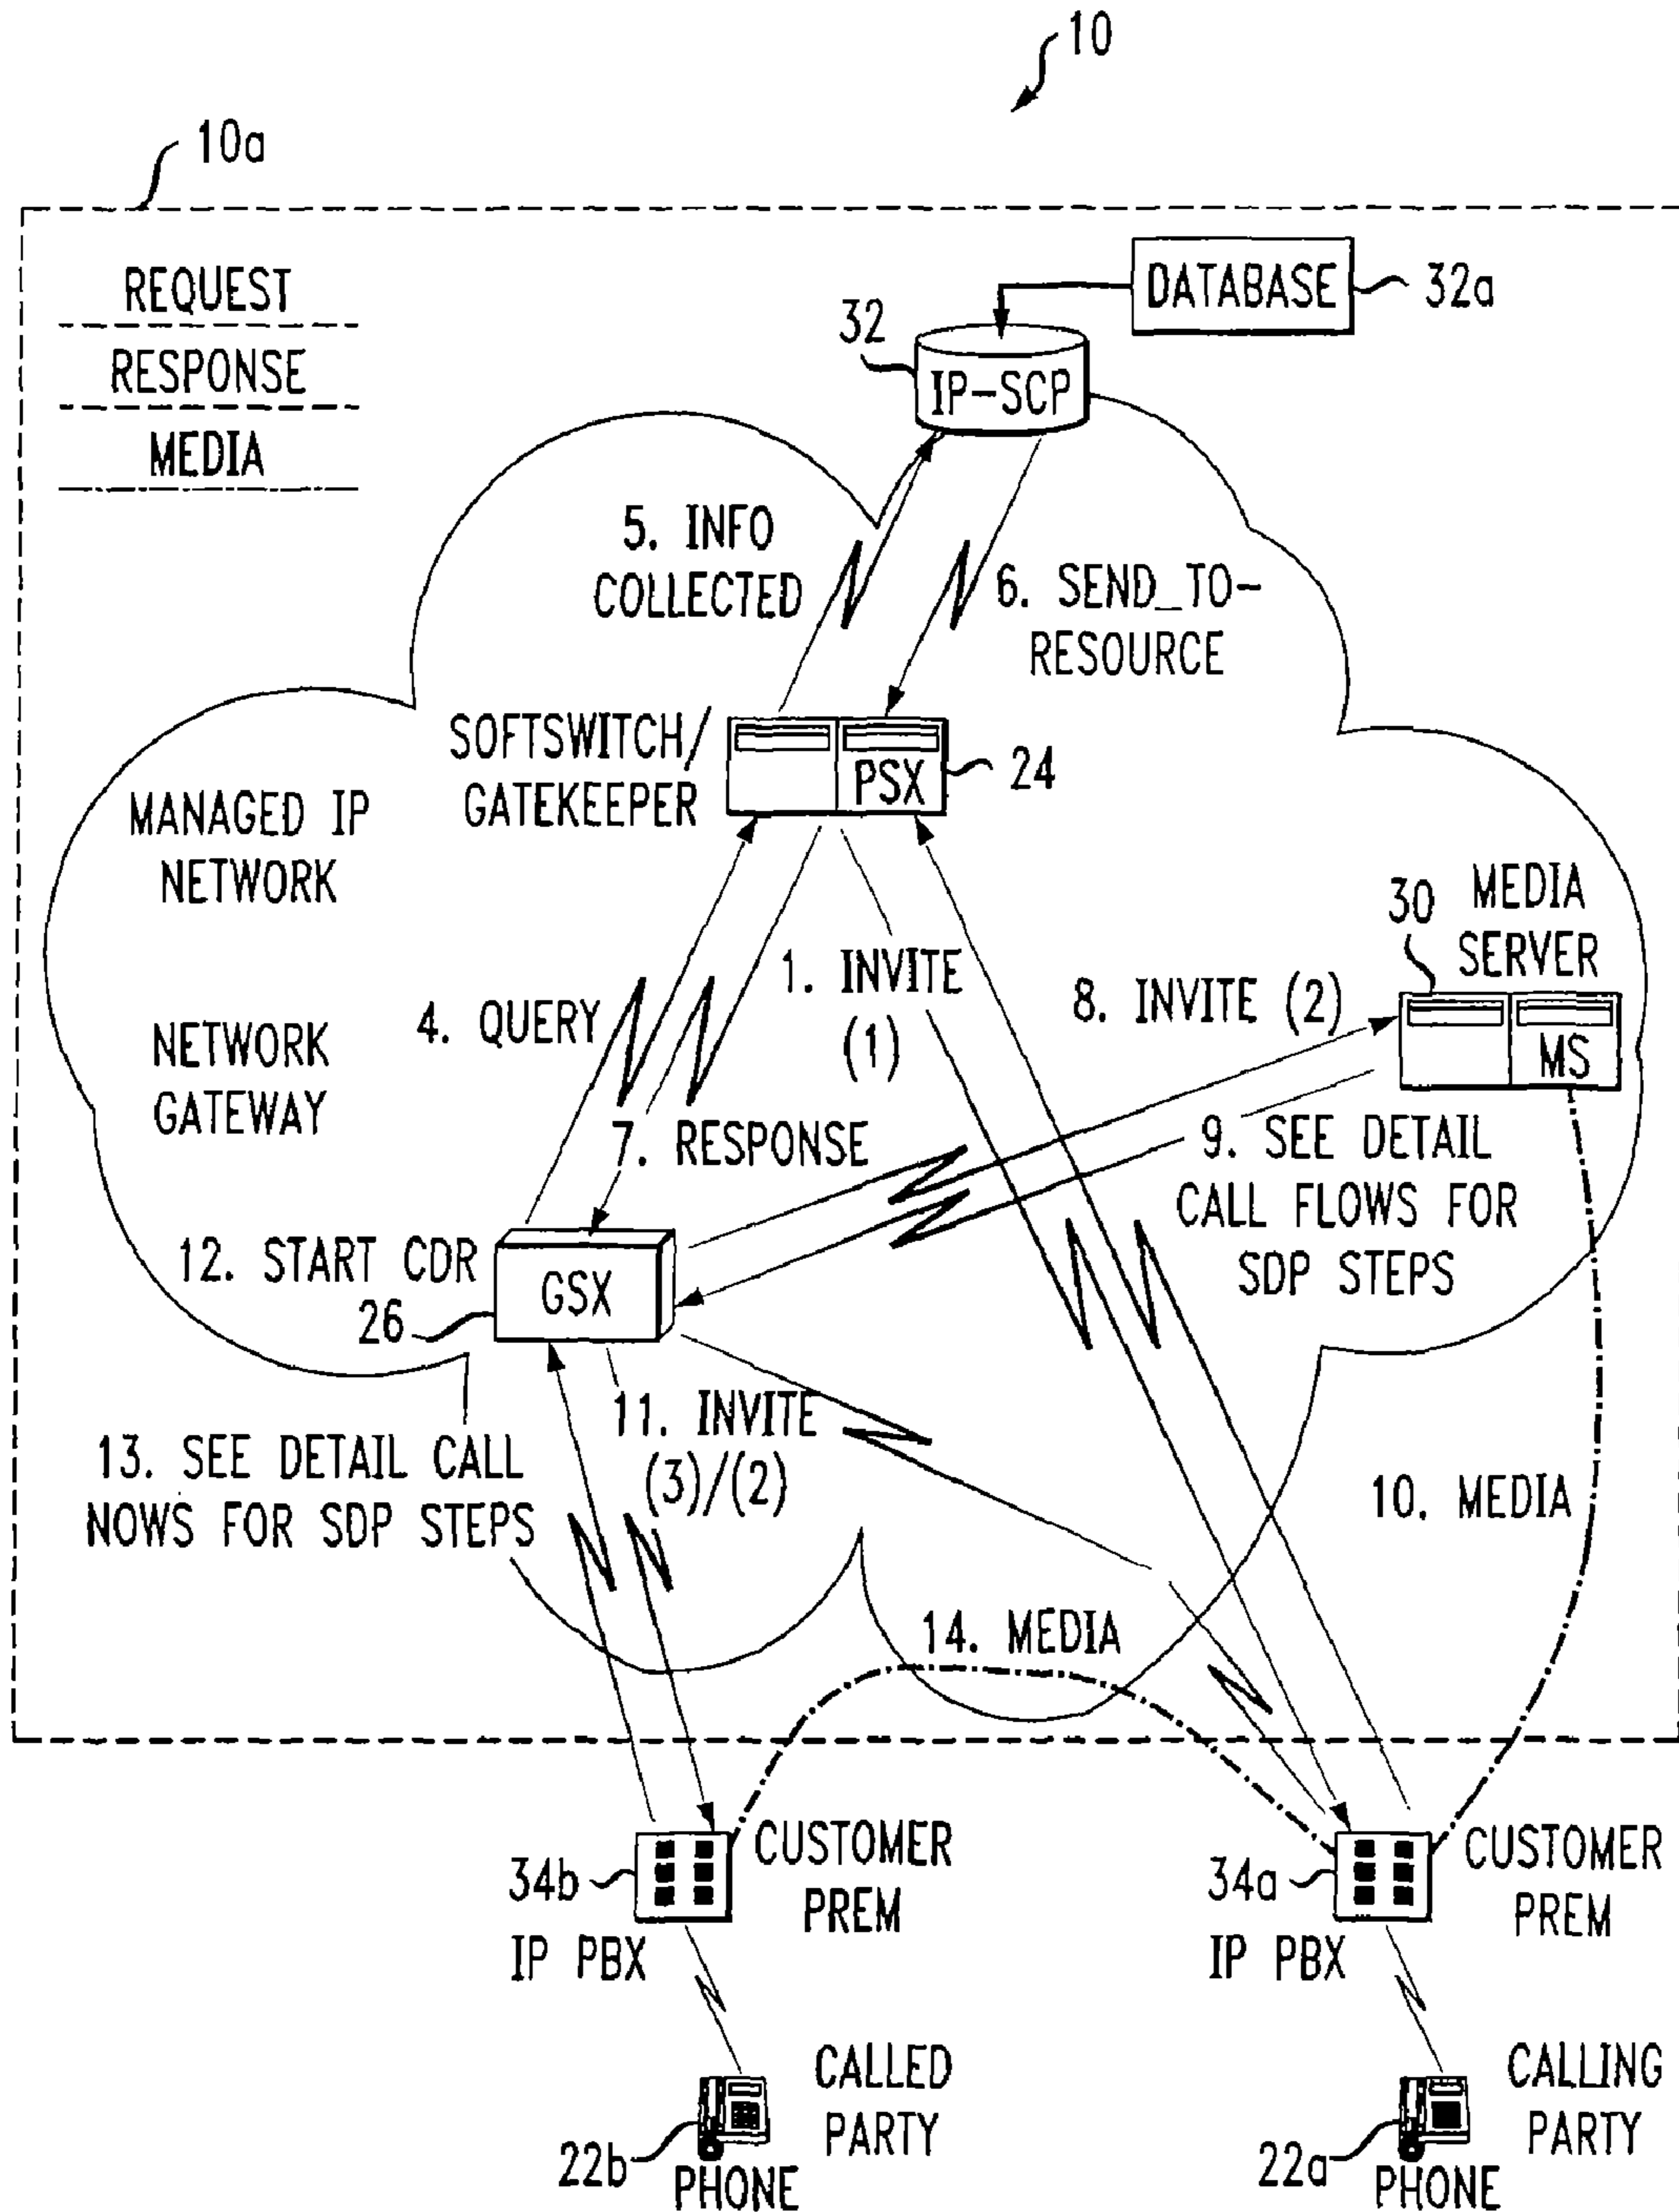 10
10a
REQUEST
RESPONSE
MEDIA
DATABASE
32a
32
IP-SCP
5. INFO
COLLECTED
6. SEND_TO-
RESOURCE
SOFTSWITCH/
GATEKEEPER
PSX
24
MANAGED IP
NETWORK
30
MEDIA
SERVER
MS
1. INVITE
(1)
8. INVITE (2)
4. QUERY
NETWORK
GATEWAY
7. RESPONSE
9. SEE DETAIL
CALL FLOWS FOR
SDP STEPS
12. START CDR
26
GSX
11. INVITE
(3)/(2)
13. SEE DETAIL CALL
NOWS FOR SDP STEPS
10. MEDIA
14. MEDIA
34b
CUSTOMER
PREM
IP PBX
34a
CUSTOMER
PREM
IP PBX
CALLED
PARTY
22b
PHONE
CALLING
PARTY
22a
PHONE